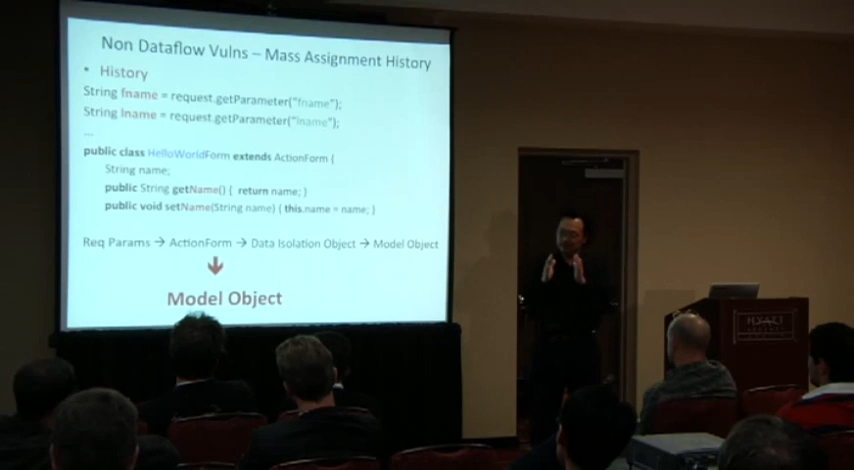 Non Dataflow Vulns – Mass Assignment History
• History
String fname = request.getParameter("fname");
String lname = request.getParameter("lname");
...
public class HelloWorldForm extends ActionForm {
String name;
public String getName() { return name; }
public void setName(String name) { this.name = name; }
Req Params → ActionForm → Data Isolation Object → Model Object
Model Object
HYATT